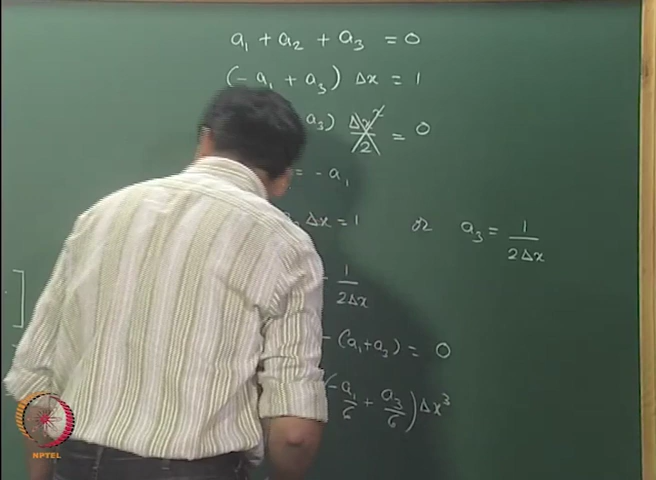 a₁ + a₂ + a₃ = 0
(-a₁ + a₃) Δx = 1
a₃) Δx²/2 = 0
= -a₁
Δx = 1 or a₃ = 1/2Δx
1/2Δx
-(a₁+a₃) = 0
(-a₁/6 + a₃/6) Δx³
NPTEL